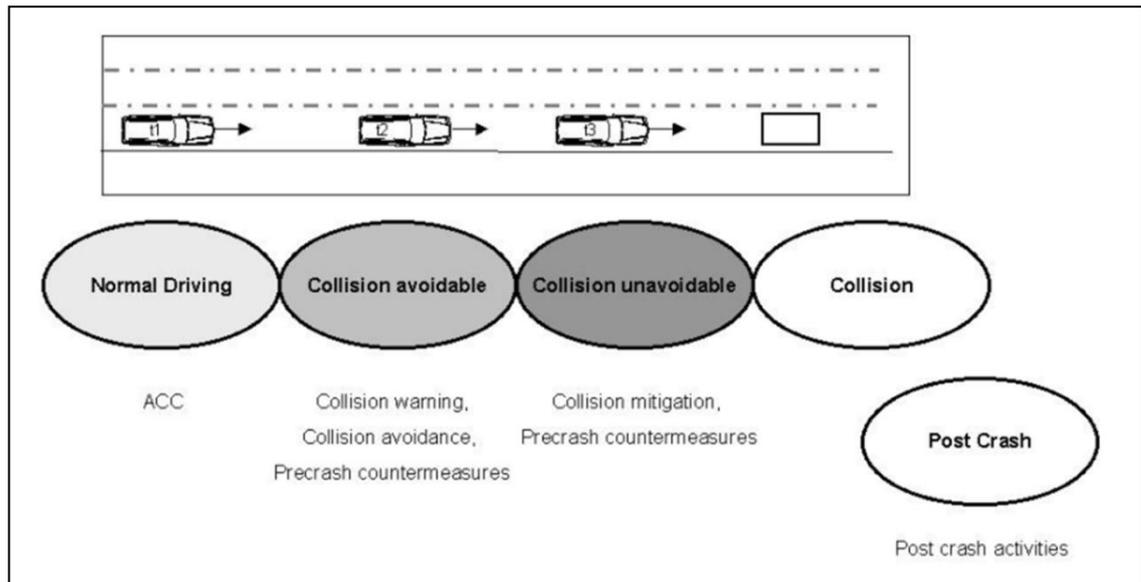 t1
t2
t3
Normal Driving
Collision avoidable
Collision unavoidable
Collision
ACC
Collision warning,
Collision avoidance,
Precrash countermeasures
Collision mitigation,
Precrash countermeasures
Post Crash
Post crash activities